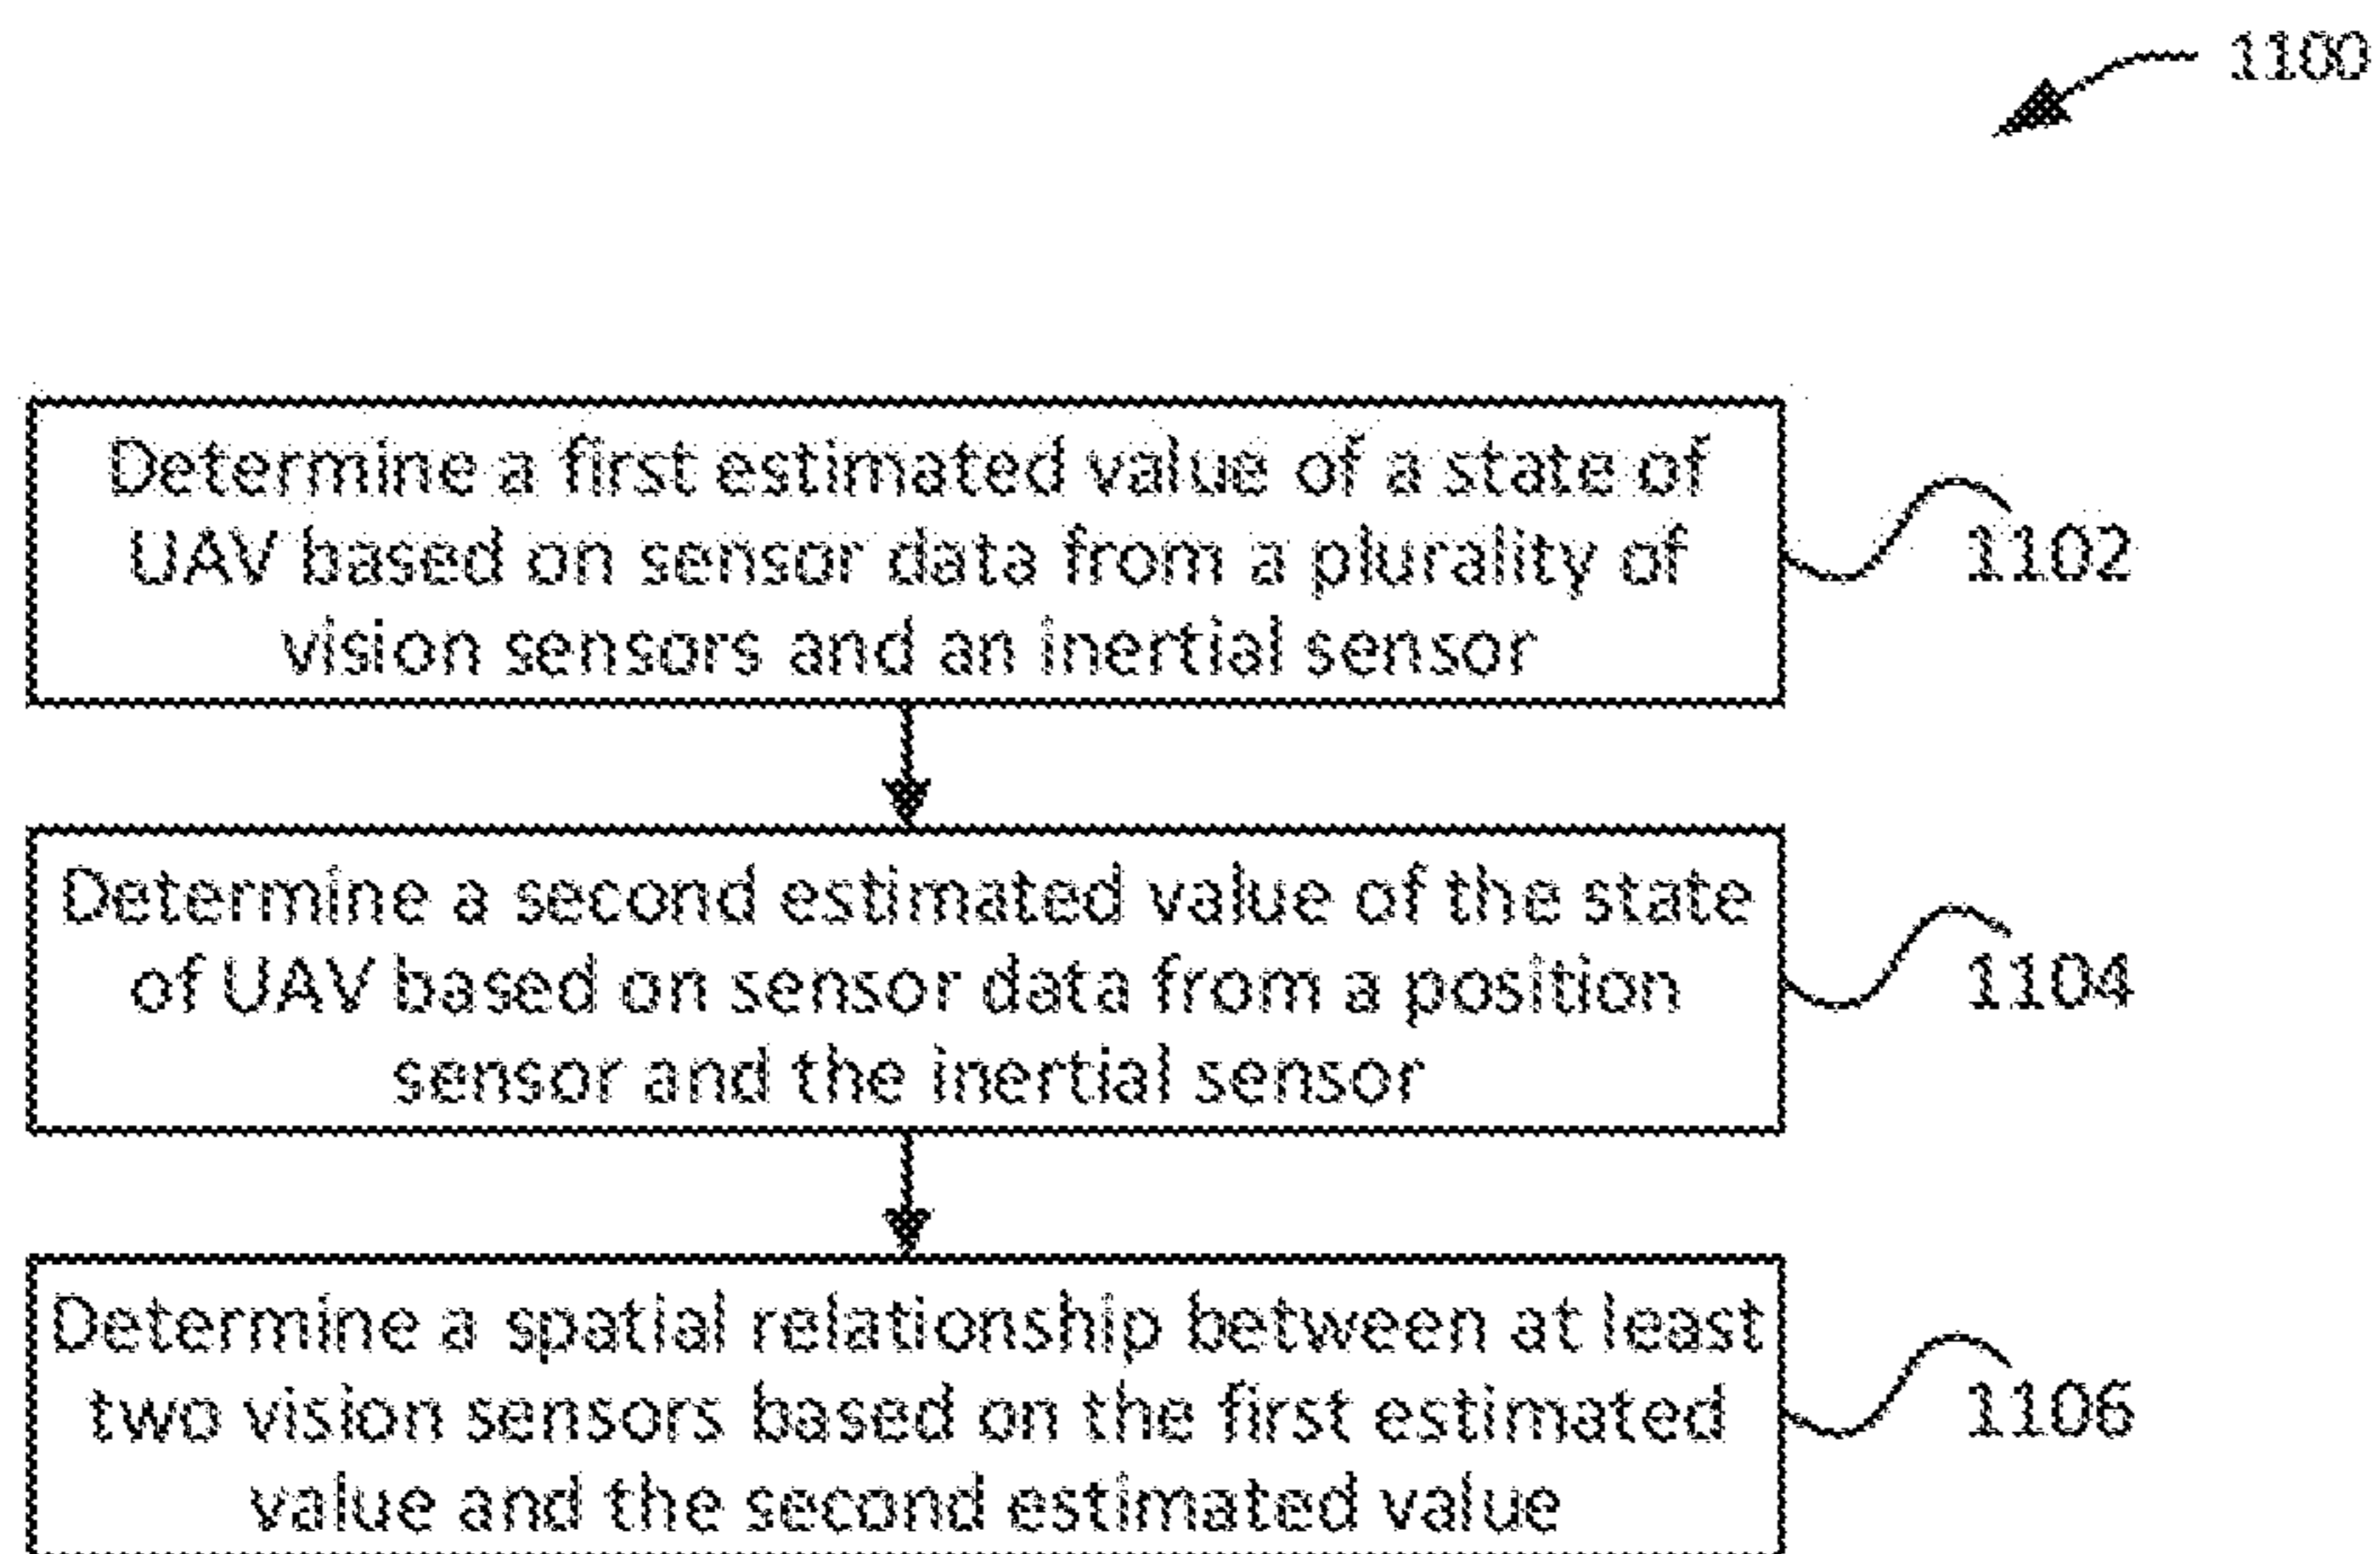 1100
Determine a first estimated value of a state of
UAV based on sensor data from a plurality of
vision sensors and an inertial sensor
1102
Determine a second estimated value of the state
of UAV based on sensor data from a position
sensor and the inertial sensor
1104
Determine a spatial relationship between at least
two vision sensors based on the first estimated
value and the second estimated value
1106